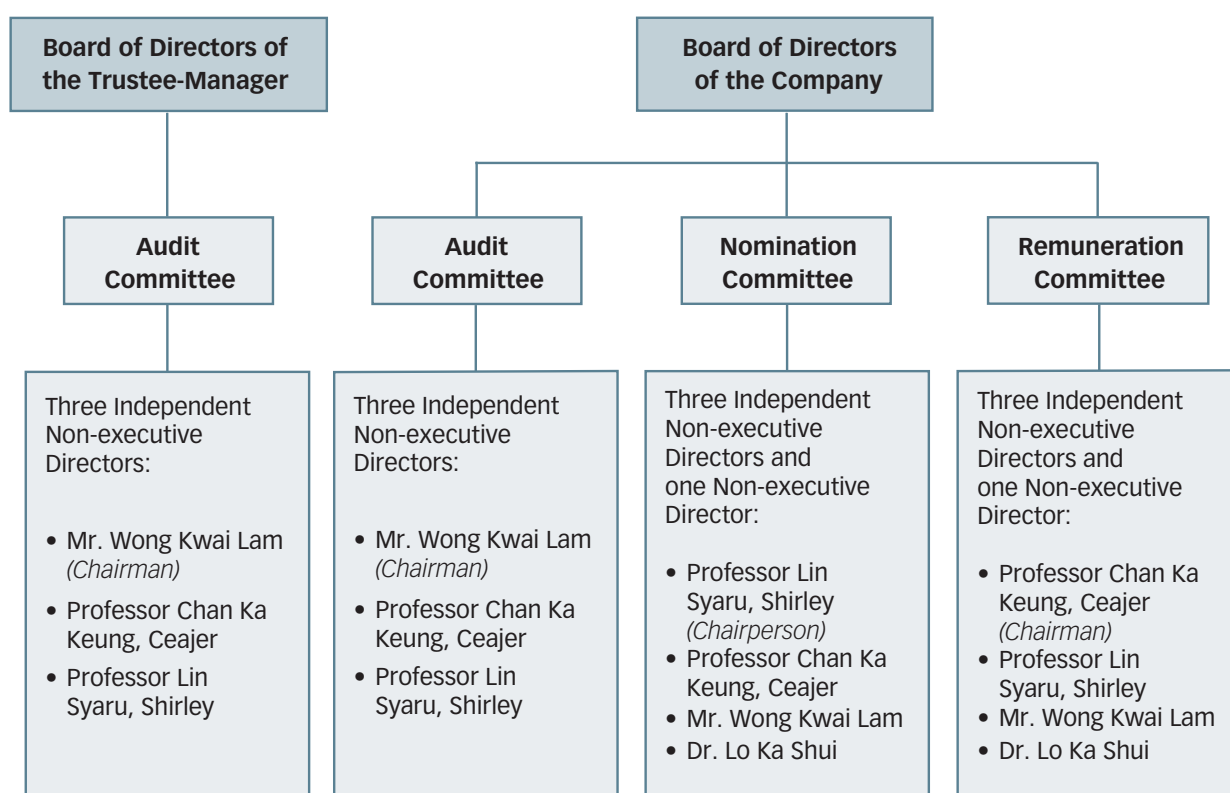 Board of Directors of
the Trustee-Manager
Board of Directors
of the Company
Audit
Committee
Audit
Committee
Nomination
Committee
Remuneration
Committee
Three Independent
Non-executive
Directors:
• Mr. Wong Kwai Lam
(Chairman)
• Professor Chan Ka
Keung, Ceajer
• Professor Lin
Syaru, Shirley
Three Independent
Non-executive
Directors:
• Mr. Wong Kwai Lam
(Chairman)
• Professor Chan Ka
Keung, Ceajer
• Professor Lin
Syaru, Shirley
Three Independent
Non-executive
Directors and
one Non-executive
Director:
• Professor Lin
Syaru, Shirley
(Chairperson)
• Professor Chan Ka
Keung, Ceajer
• Mr. Wong Kwai Lam
• Dr. Lo Ka Shui
Three Independent
Non-executive
Directors and
one Non-executive
Director:
• Professor Chan Ka
Keung, Ceajer
(Chairman)
• Professor Lin
Syaru, Shirley
• Mr. Wong Kwai Lam
• Dr. Lo Ka Shui